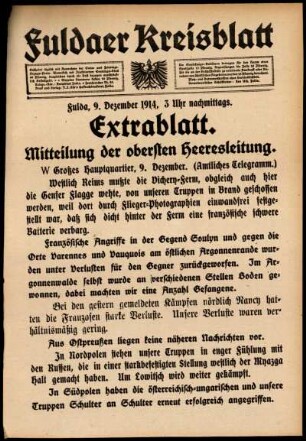 Fuldaer Kreisblatt
Fulda, 9. Dezember 1914, 3 Uhr nachmittags.
Extrablatt.
Mitteilung der obersten Heeresleitung.
W Großes Hauptquartier, 9. Dezember. (Amtliches Telegramm.)
Westlich Reims mußte die Pichery-Ferm, obgleich auch hier
die Genfer Flagge wehte, von unseren Truppen in Brand geschossen
werden, weil dort durch Flieger-Photographien einwandfrei festge-
stellt war, daß sich dicht hinter der Ferm eine französische schwere
Batterie verbarg.
Französische Angriffe in der Gegend Souyn und gegen die
Orte Varennes und Vauquois am östlichen Argonnenrande wur-
den unter Verlusten für den Gegner zurückgeworfen. Im Ar-
gonnenwalde selbst wurde an verschiedenen Stellen Boden ge-
wonnen, dabei machten wir eine Anzahl Gefangene.
Bei den gestern gemeldeten Kämpfen nördlich Nancy hat-
ten die Franzosen starke Verluste. Unsere Verluste waren ver-
hältniswäßig gering.
Aus Ostpreußen liegen keine näheren Nachrichten vor.
In Nordpolen stehen unsere Truppen in enger Fühlung mit
den Russen, die in einer starkbefestigten Stellung westlich der Myazga
Halt gemacht haben. Um Lowitsch wird weiter gekämpft.
In Südpolen haben die österreichisch-ungarischen und unsere
Truppen Schulter an Schulter erneut erfolgreich angegriffen.